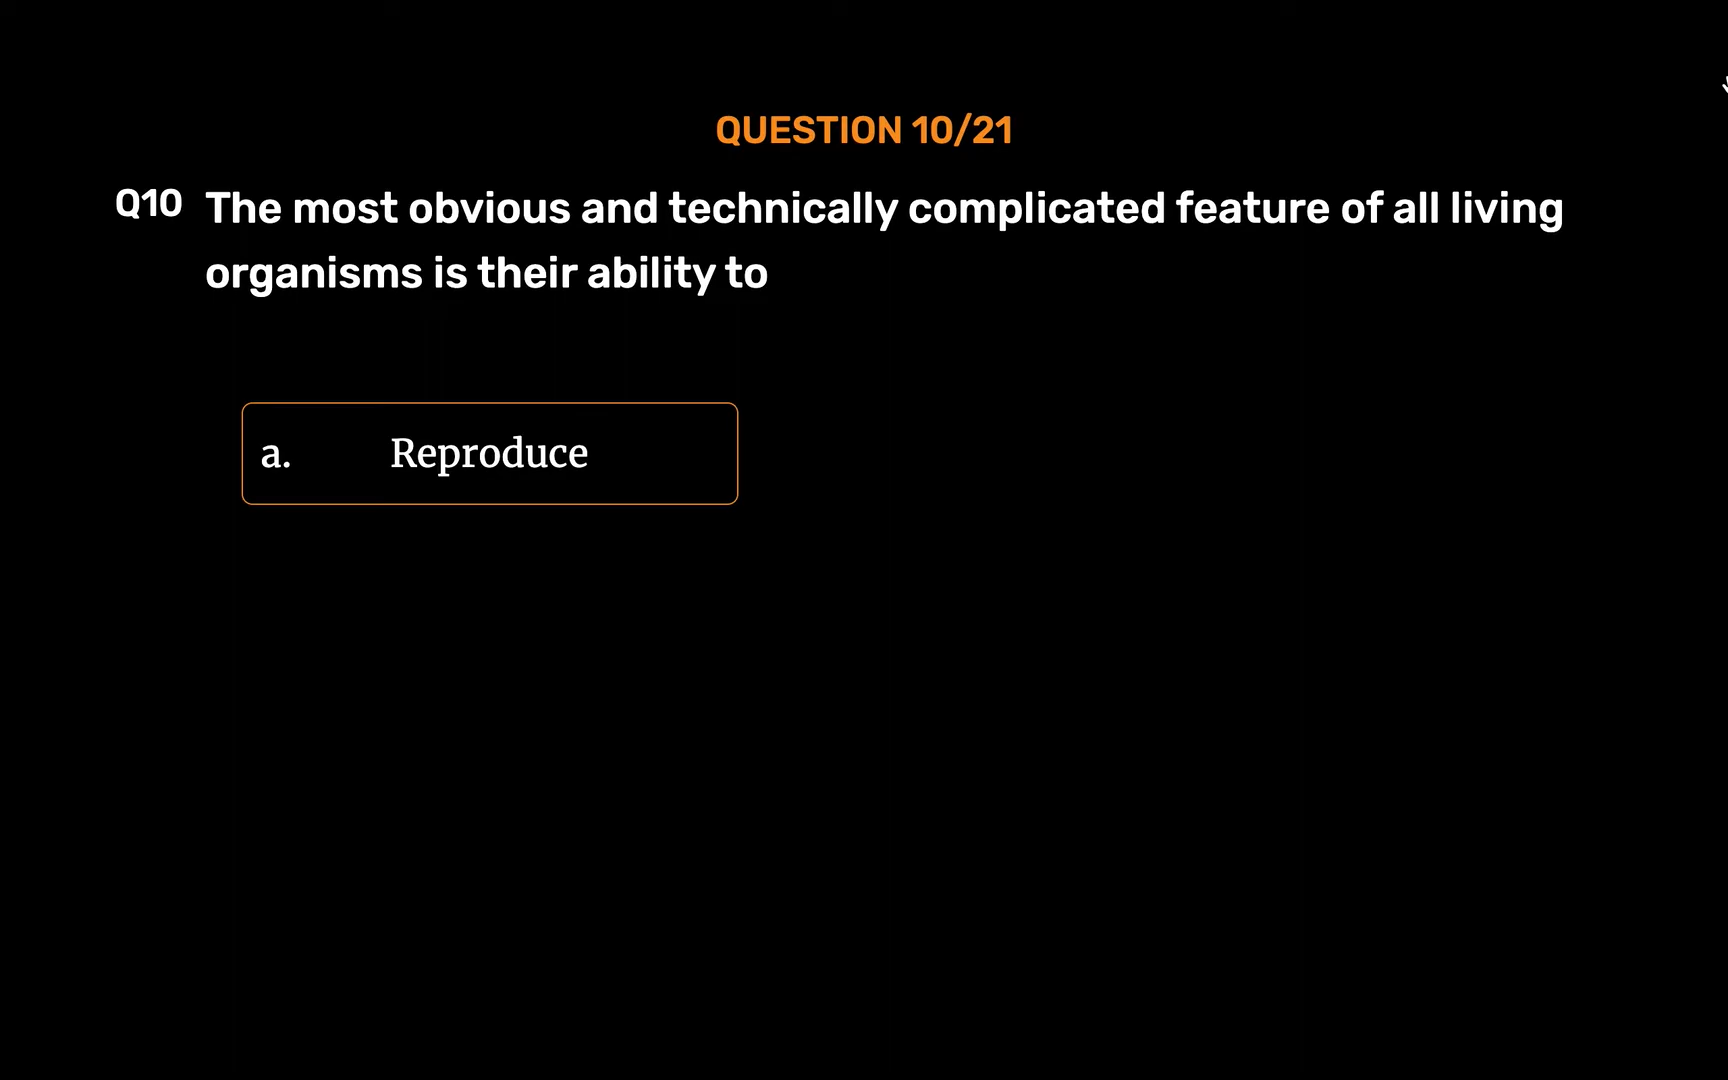 QUESTION 10/21
Q10 The most obvious and technically complicated feature of all living
organisms is their ability to
a. Reproduce